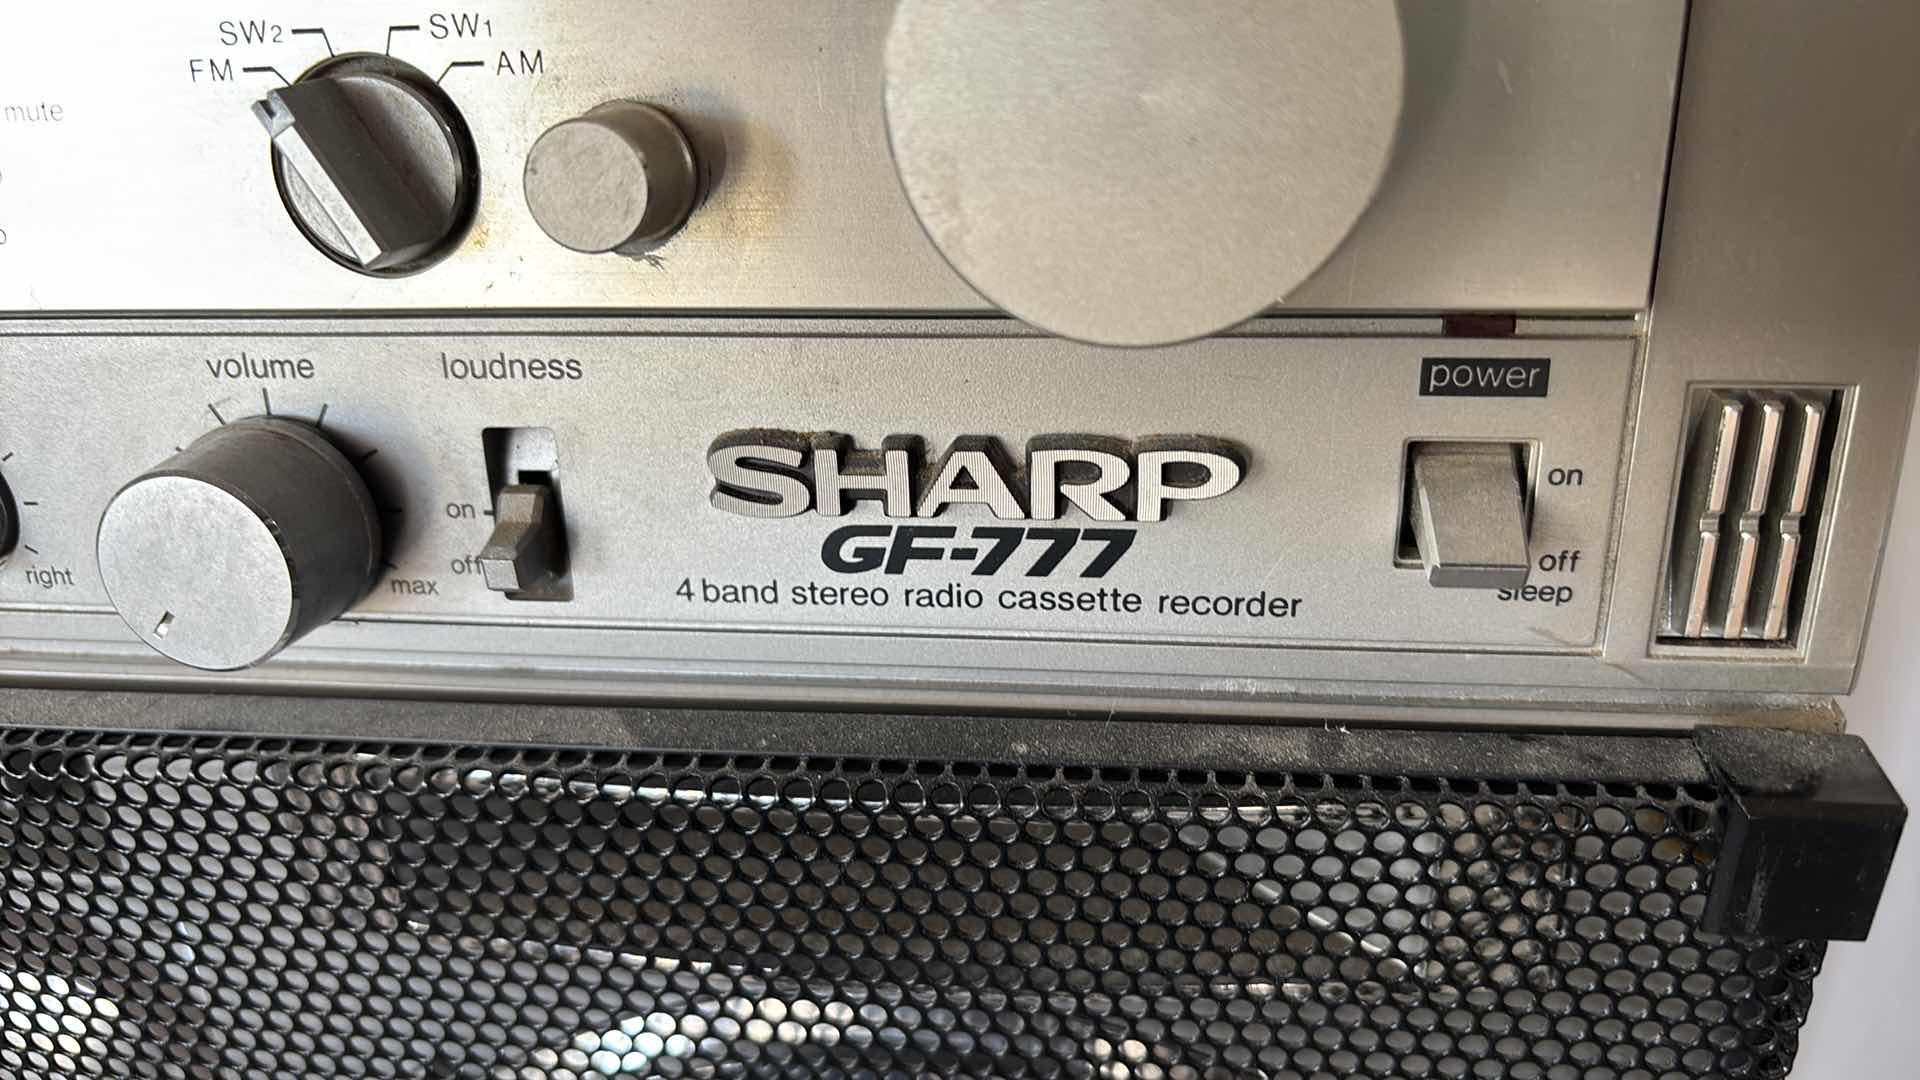 SW2
SW1
FM
AM
mute
volume
loudness
power
on
SHARP
on
GF-777
off
off
right
max
4 band stereo radio cassette recorder
sleep